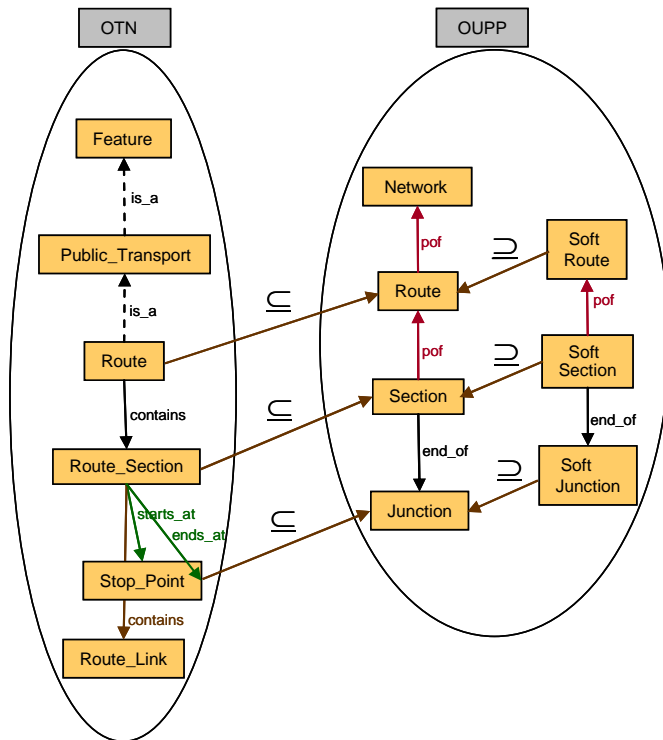 OTN
OUPP
Feature
is_a
Public_Transport
is_a
Route
contains
Route_Section
starts_at
ends_at
Stop_Point
contains
Route_Link
⊆
⊆
⊆
Network
pof
Route
pof
Section
end_of
Junction
⊇
⊇
⊇
Soft
Route
pof
Soft
Section
end_of
Soft
Junction